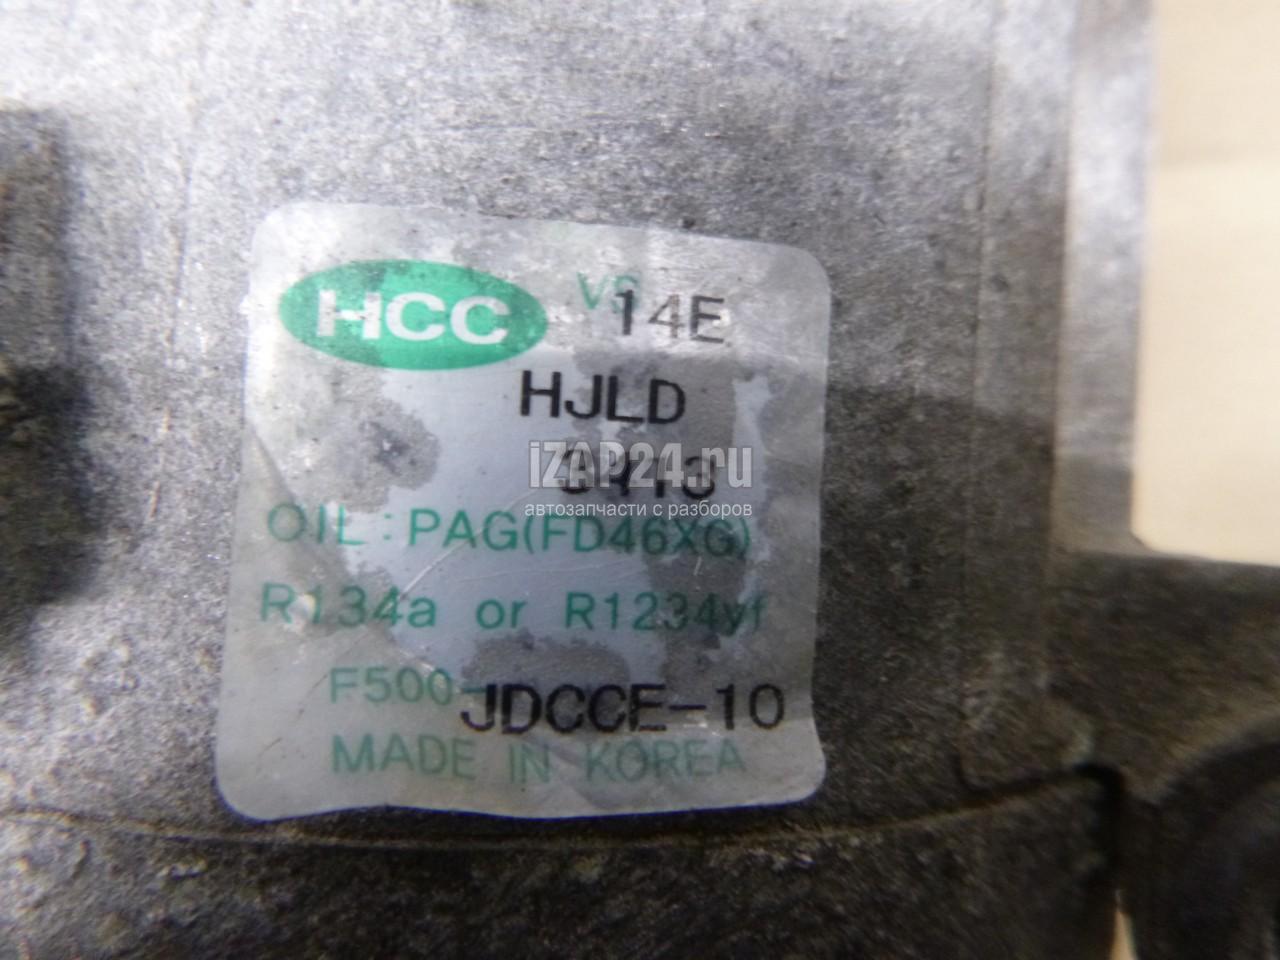 HCC VS 14E
HJLD
iZAP24.ru
автозапчасти с разборов
OIL : PAG(FD46XG)
R134a or R1234yf
F500-JDCCE-10
MADE IN KOREA